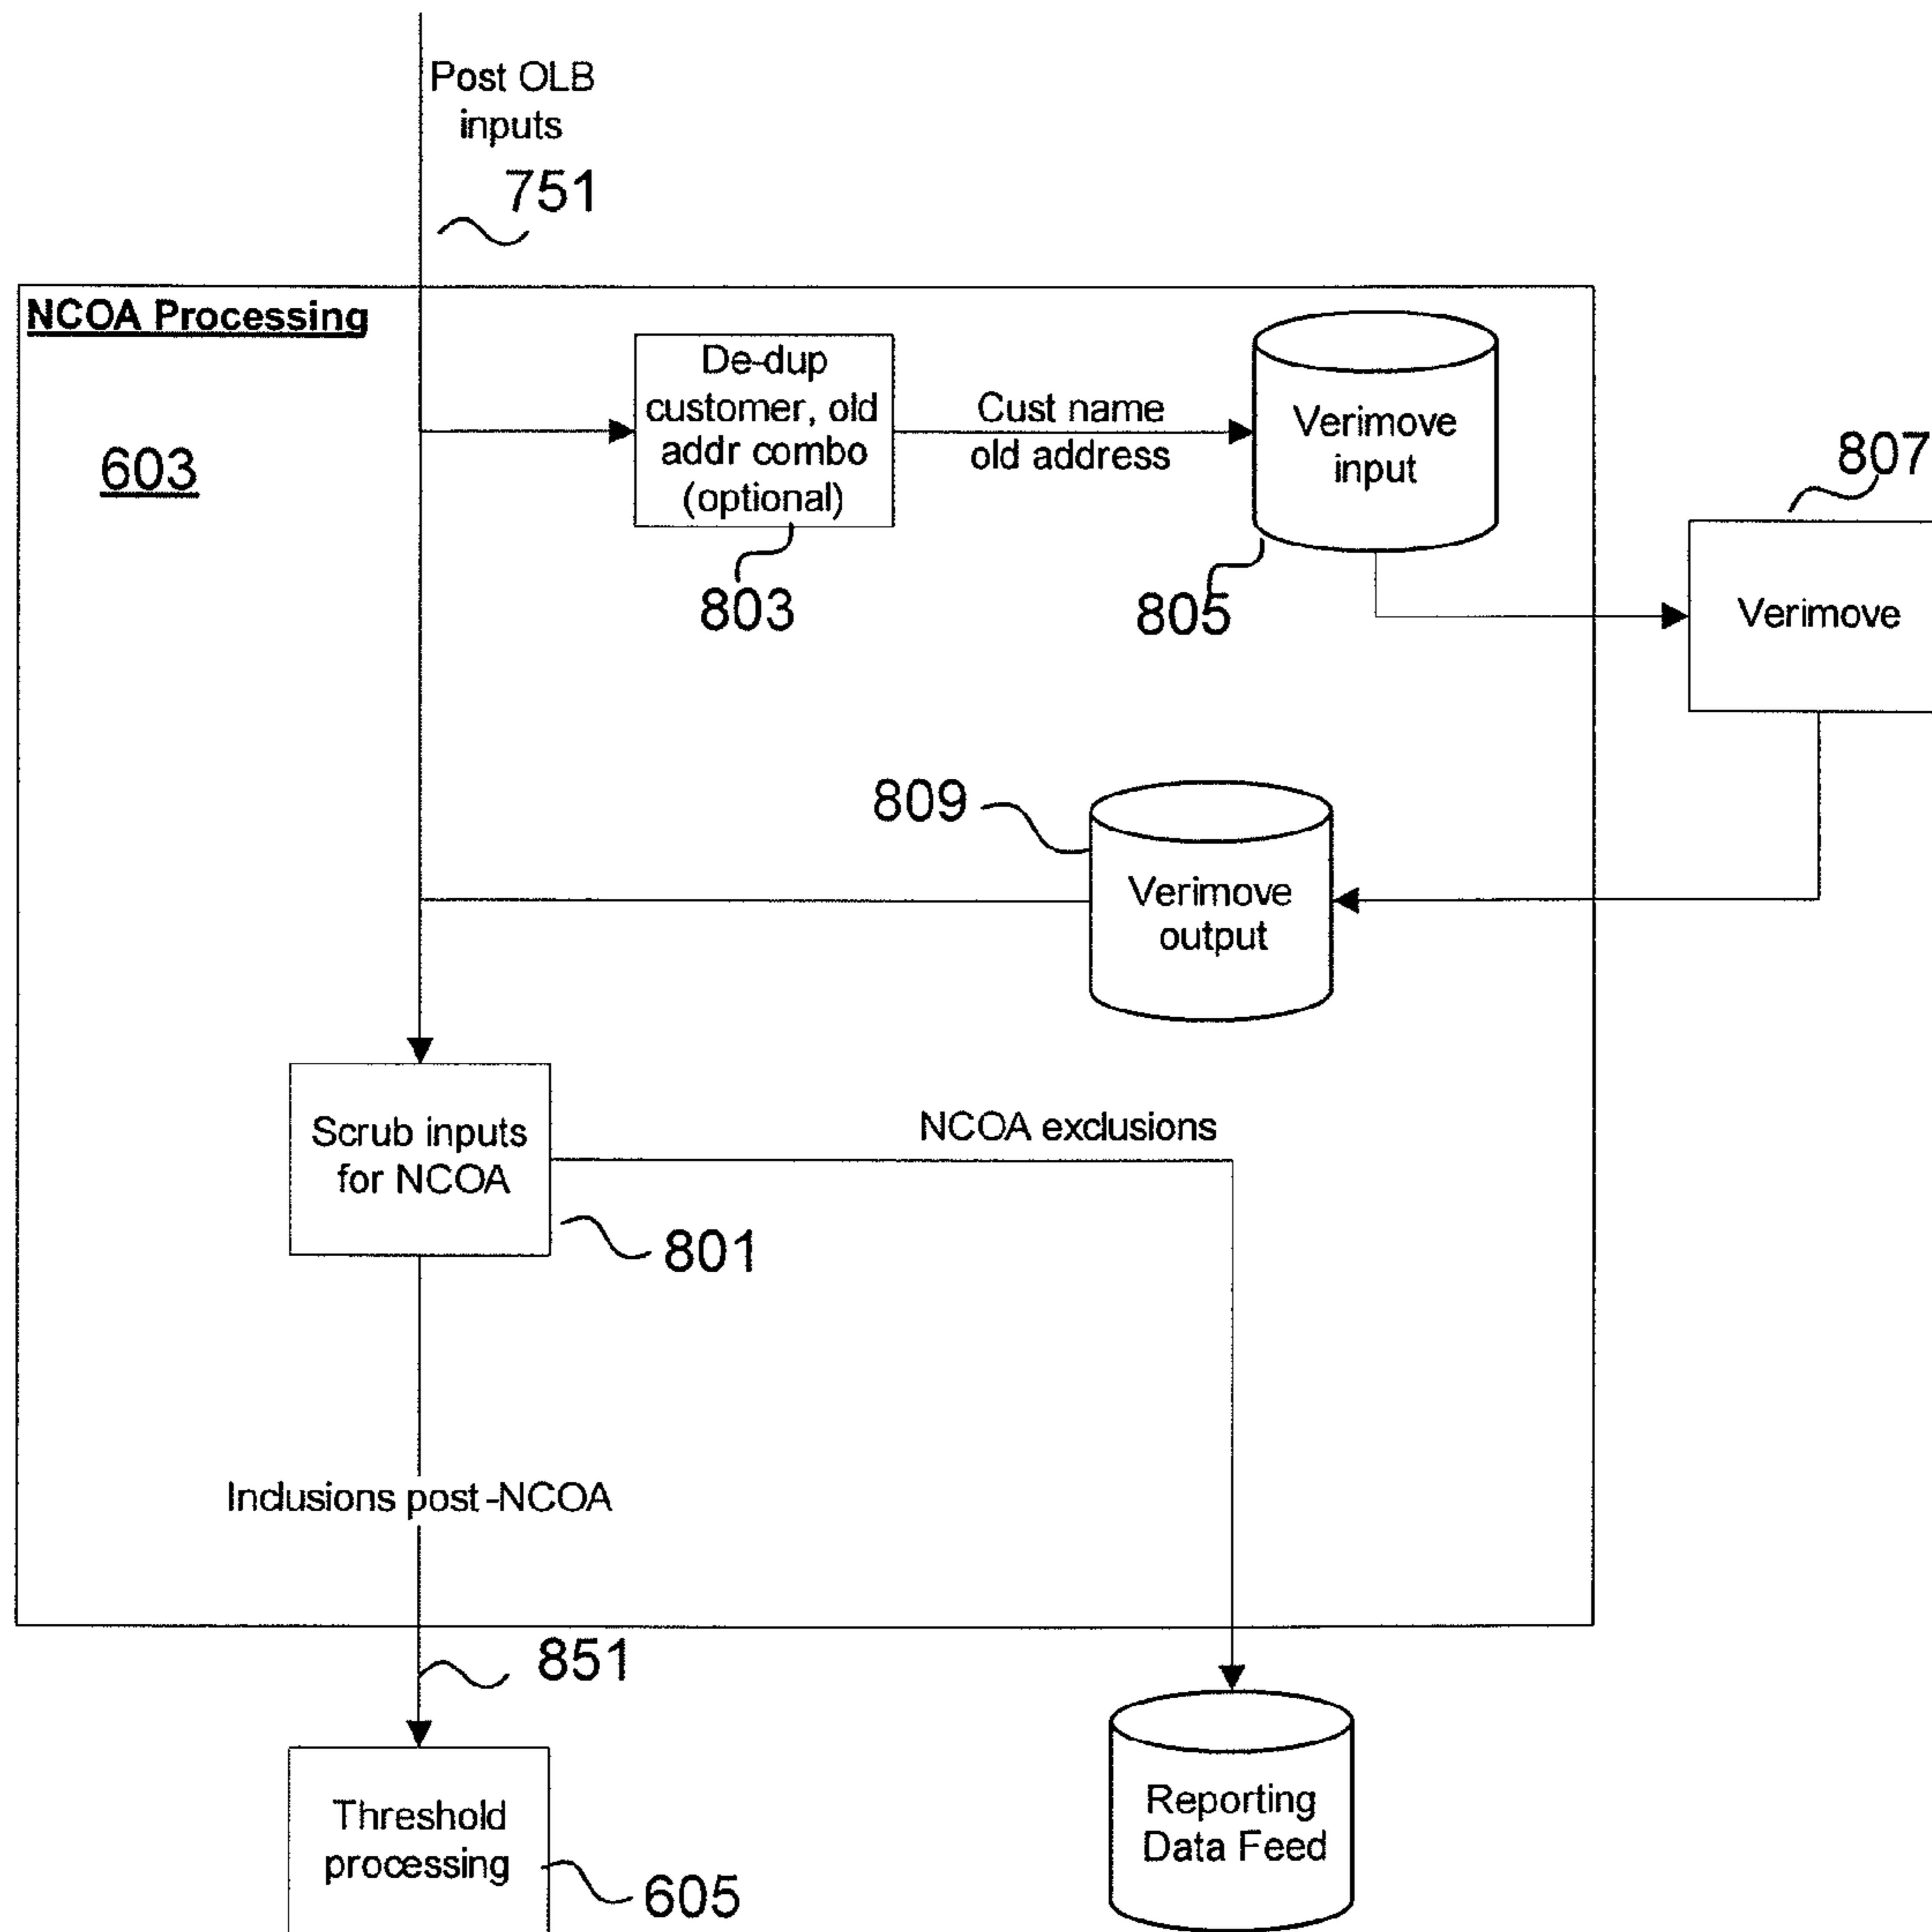 Post OLB
inputs
751
NCOA Processing
603
De-dup
customer, old
addr combo
(optional)
803
Cust name
old address
Verimove
input
805
807
Verimove
809
Verimove
output
Scrub inputs
for NCOA
801
NCOA exclusions
Inclusions post-NCOA
851
Threshold
processing
605
Reporting
Data Feed